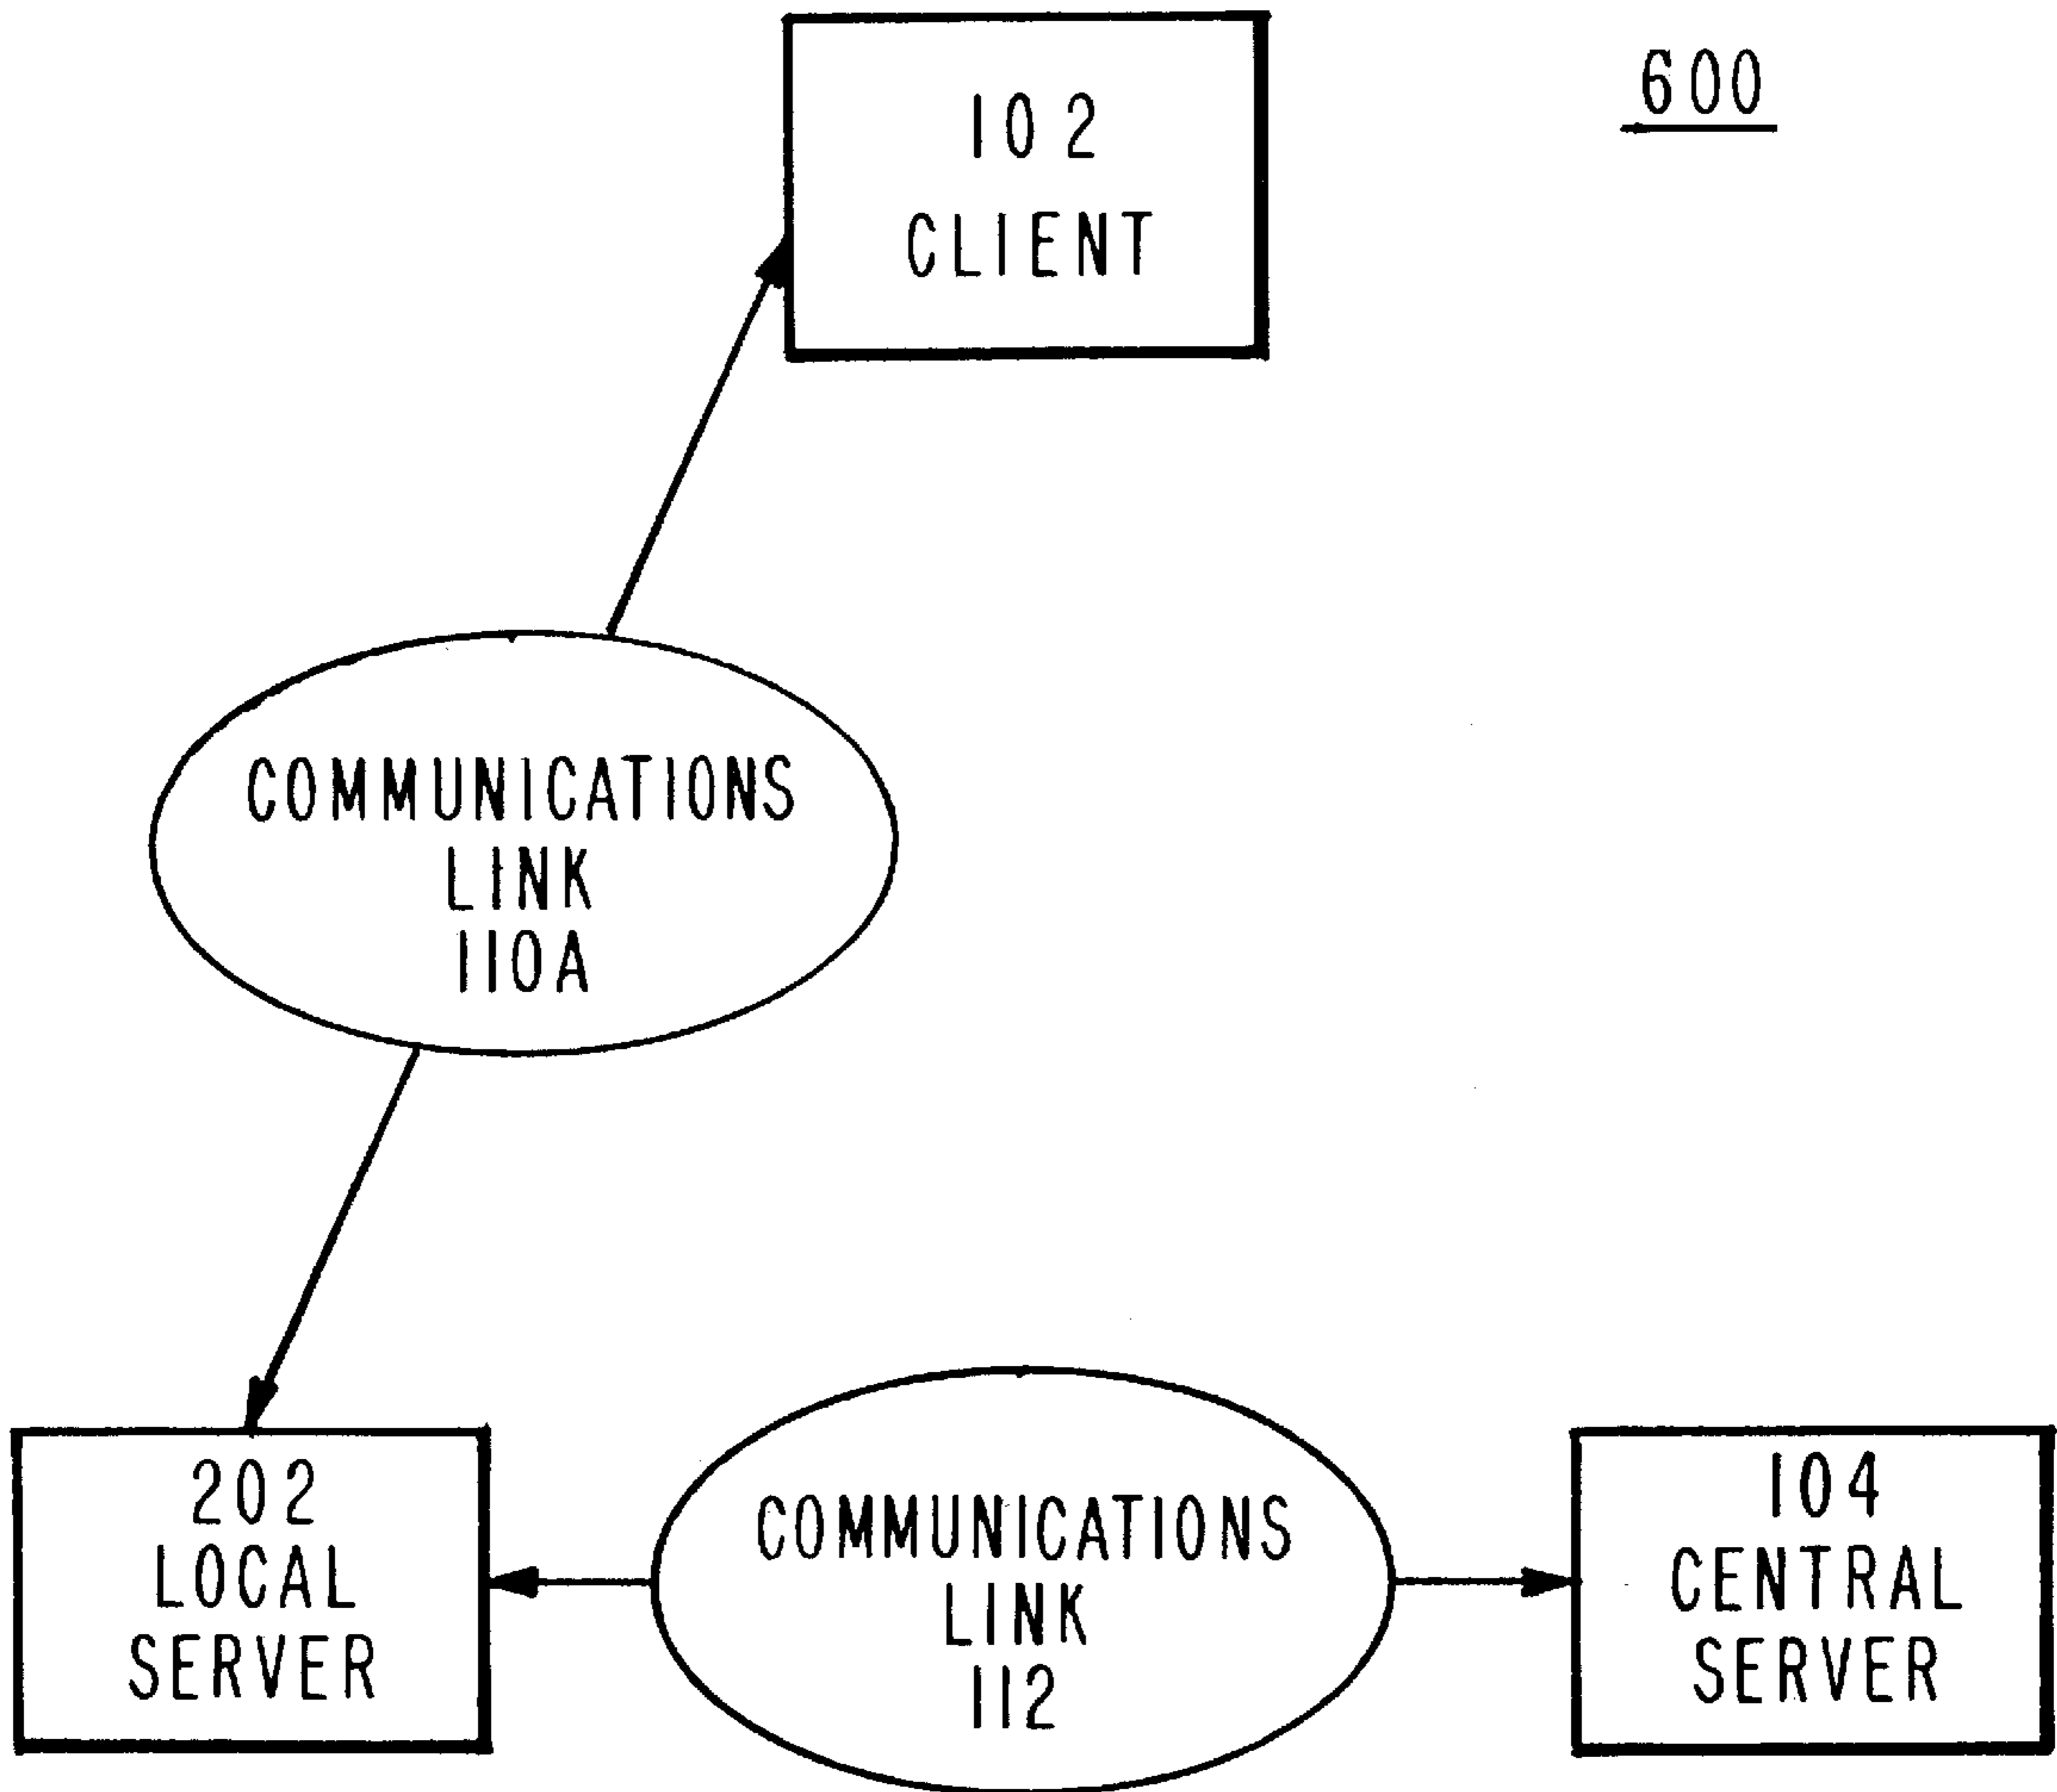 600
102
CLIENT
COMMUNICATIONS
LINK
110A
202
LOCAL
SERVER
COMMUNICATIONS
LINK
112
104
CENTRAL
SERVER